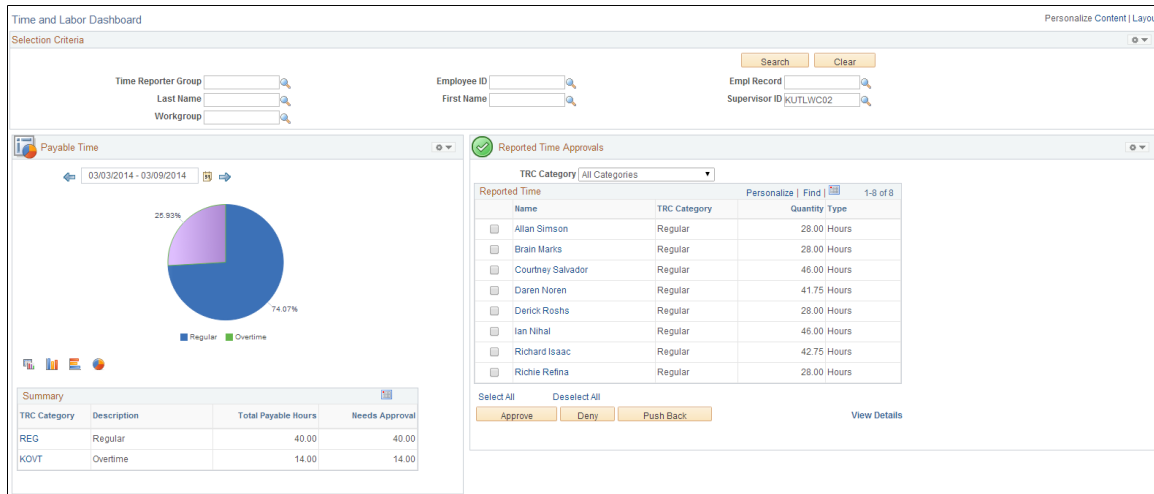 Time and Labor Dashboard
Personalize Content | Layou
Selection Criteria
Search Clear
Time Reporter Group Employee ID Empl Record
Last Name First Name Supervisor ID KUTLWC02
Workgroup
Payable Time
03/03/2014 - 03/09/2014
25.93%
74.07%
Regular Overtime
Summary
TRC Category Description Total Payable Hours Needs Approval
REG Regular 40.00 40.00
KOVT Overtime 14.00 14.00
Reported Time Approvals
TRC Category All Categories
Reported Time Personalize | Find | 1-8 of 8
Name TRC Category Quantity Type
Allan Simson Regular 28.00 Hours
Brain Marks Regular 28.00 Hours
Courtney Salvador Regular 46.00 Hours
Daren Noren Regular 41.75 Hours
Derick Roshs Regular 28.00 Hours
Ian Nihal Regular 46.00 Hours
Richard Isaac Regular 42.75 Hours
Richie Refina Regular 28.00 Hours
Select All Deselect All
Approve Deny Push Back View Details